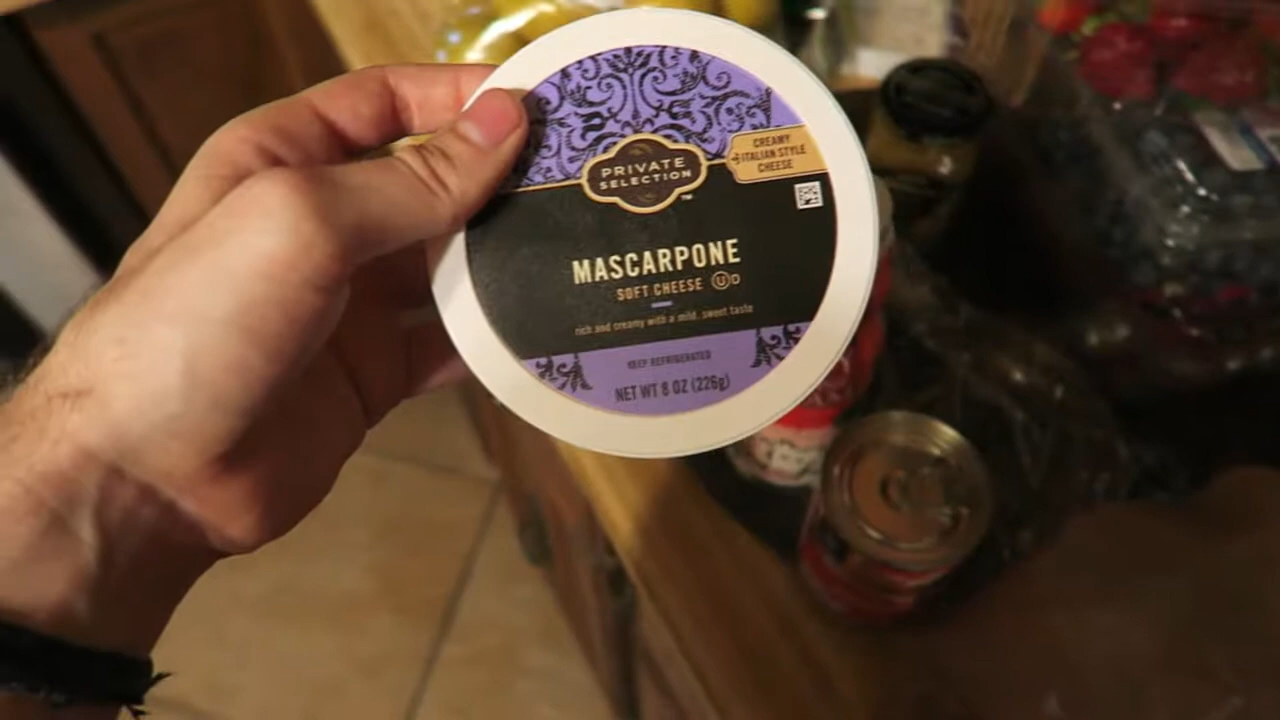 CREAMY
ITALIAN STYLE
CHEESE
PRIVATE
SELECTION
™
MASCARPONE
SOFT CHEESE Ⓤ D
rich and creamy with a mild, sweet taste
KEEP REFRIGERATED
NET WT 8 OZ (226g)